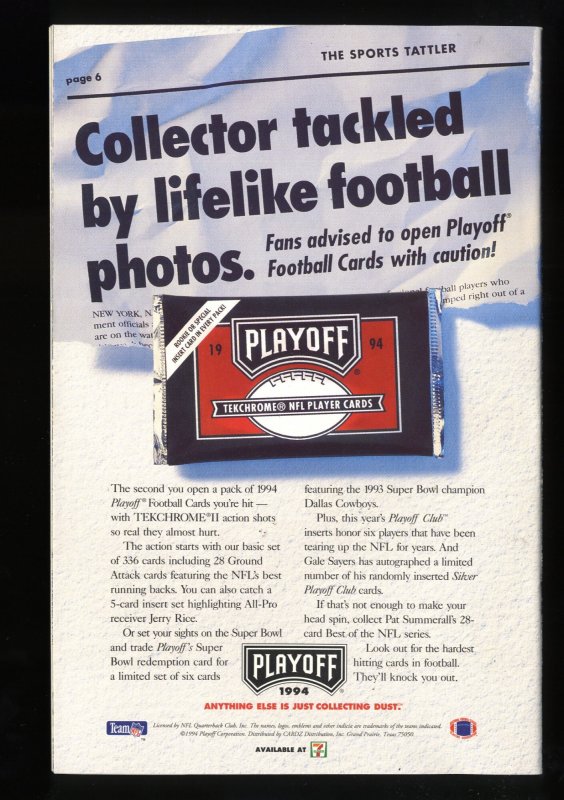 page 6
THE SPORTS TATTLER
Collector tackled
by lifelike football
photos.
Fans advised to open Playoff®
Football Cards with caution!
NEW YORK, N
ment officials
are on the wa
ball players who
mped right out of a
ROOKIE OR SPECIAL
INSERT CARD IN EVERY PACK!
19 PLAYOFF® 94
TEKCHROME® NFL PLAYER CARDS
The second you open a pack of 1994
Playoff® Football Cards you're hit —
with TEKCHROME®II action shots
so real they almost hurt.
The action starts with our basic set
of 336 cards including 28 Ground
Attack cards featuring the NFL's best
running backs. You can also catch a
5-card insert set highlighting All-Pro
receiver Jerry Rice.
Or set your sights on the Super Bowl
and trade Playoff's Super
Bowl redemption card for
a limited set of six cards
featuring the 1993 Super Bowl champion
Dallas Cowboys.
Plus, this year's Playoff Club™
inserts honor six players that have been
tearing up the NFL for years. And
Gale Sayers has autographed a limited
number of his randomly inserted Silver
Playoff Club cards.
If that's not enough to make your
head spin, collect Pat Summerall's 28-
card Best of the NFL series.
Look out for the hardest
hitting cards in football.
They'll knock you out.
PLAYOFF®
1994
ANYTHING ELSE IS JUST COLLECTING DUST.™
Team NFL™
Licensed by NFL Quarterback Club, Inc. The names, logos, emblems and other indicia are trademarks of the teams indicated.
©1994 Playoff Corporation. Distributed by CARDZ Distribution, Inc. Grand Prairie, Texas 75050.
AVAILABLE AT 7-ELEVEN